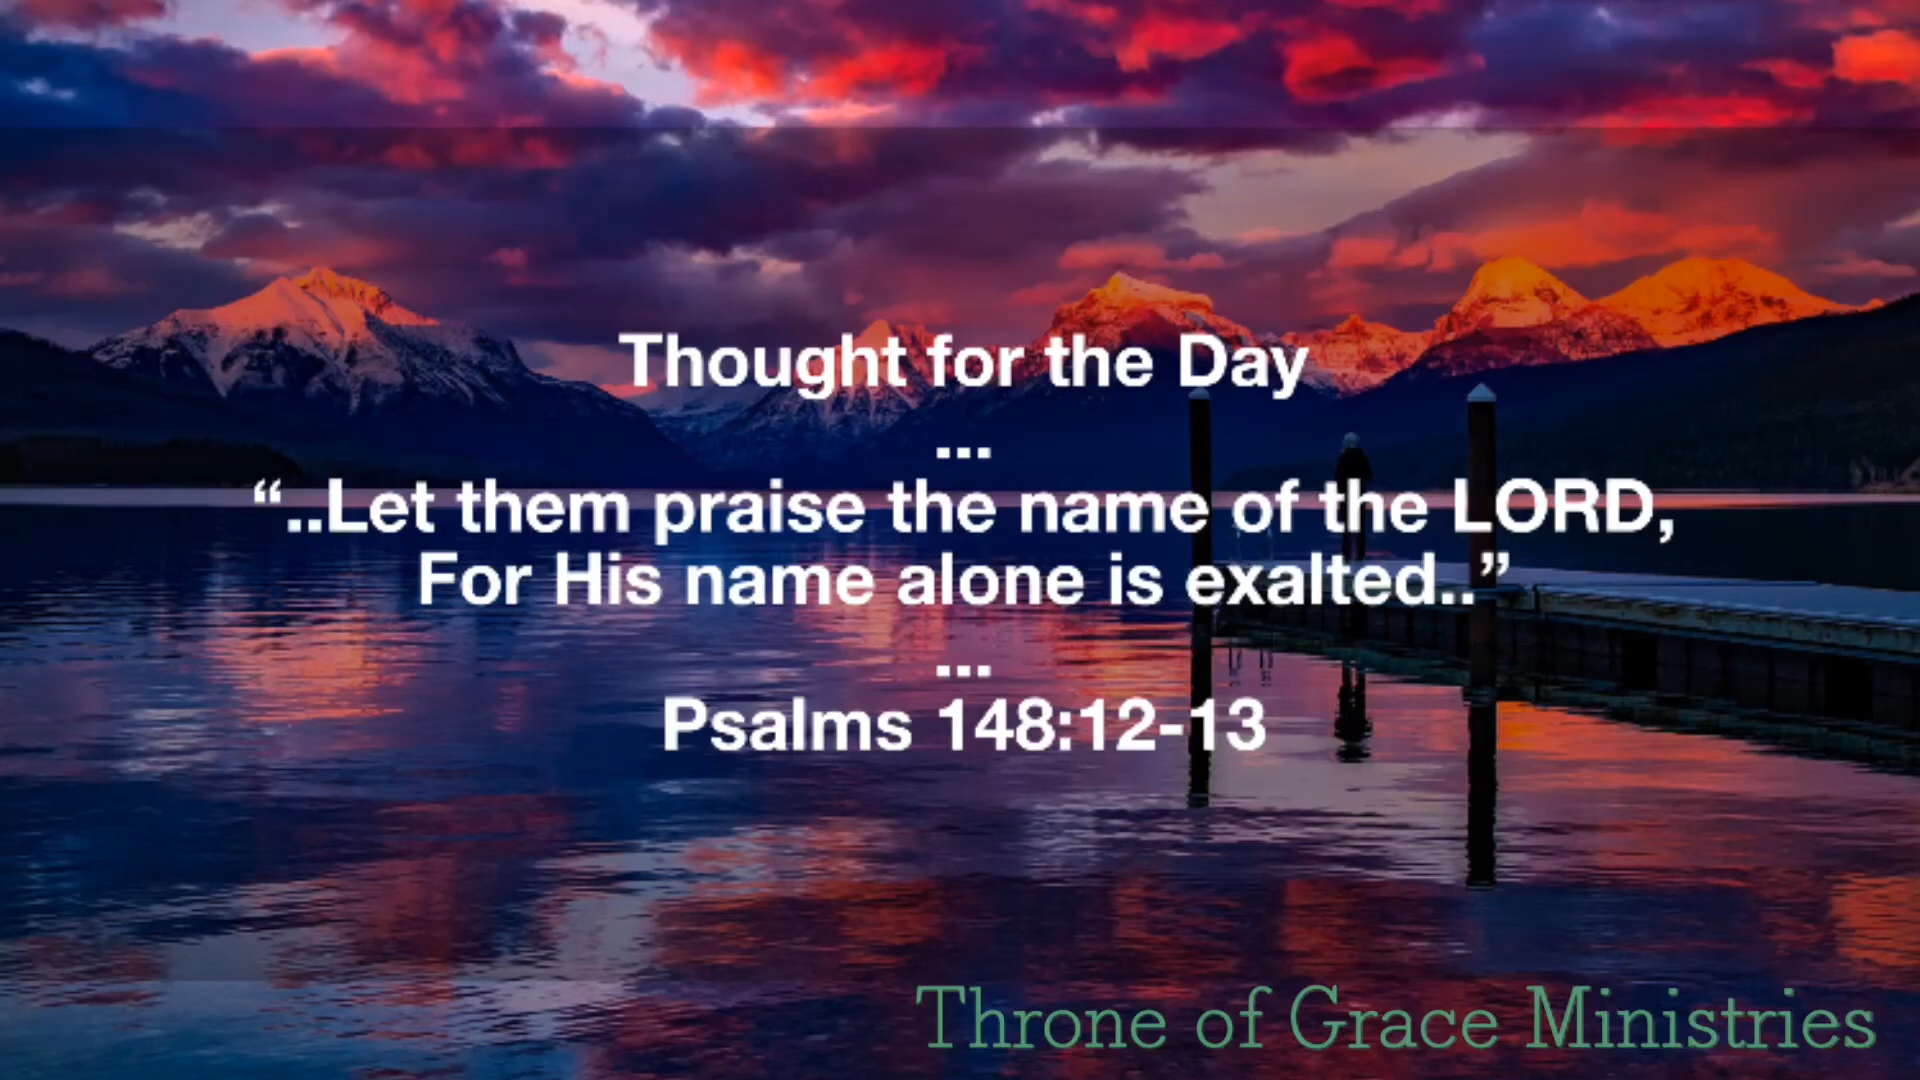 Thought for the Day
...
“..Let them praise the name of the LORD,
For His name alone is exalted..”
...
Psalms 148:12-13
Throne of Grace Ministries